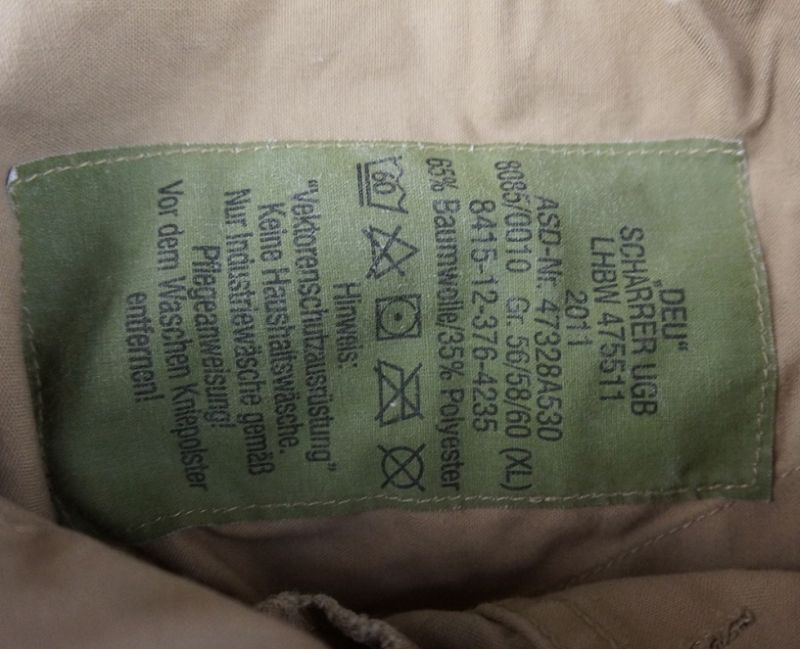 "DEU"
SCHARRER UGB
LHBW 475511
2011
ASD-Nr. 47328A530
8085/0010 Gr. 56/58/60 (XL)
8415-12-376-4235
65% Baumwolle/35% Polyester
60
Hinweis:
"Vektorenschutzausrüstung"
Keine Haushaltswäsche.
Nur Industriewäsche gemäß
Pflegeanweisung!
Vor dem Waschen Kniepolster
entfernen!